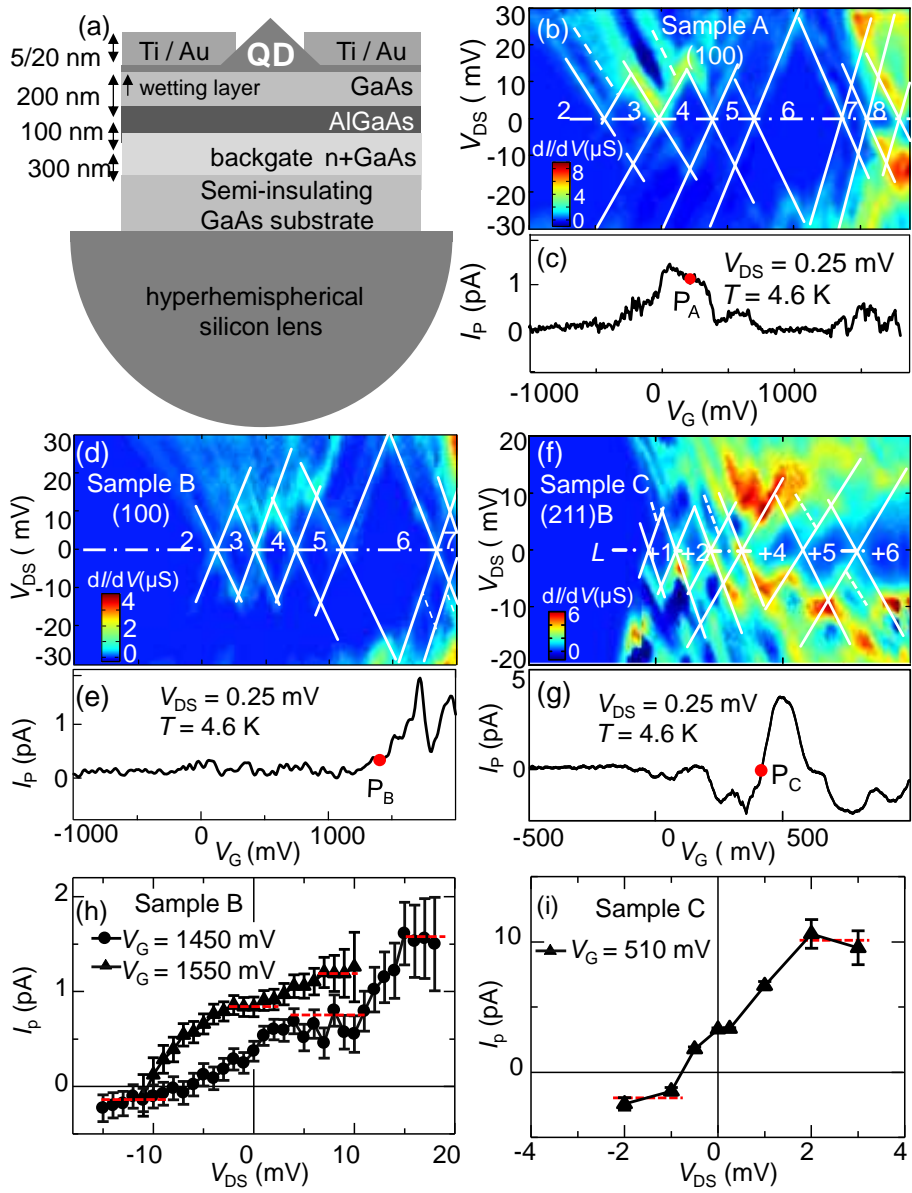 (a)
5/20 nm
Ti / Au
QD
Ti / Au
wetting layer
GaAs
200 nm
AlGaAs
100 nm
backgate n+GaAs
300 nm
Semi-insulating
GaAs substrate
hyperhemispherical
silicon lens
(b)
Sample A
(100)
V_DS ( mV)
30
20
10
0
-10
-20
-30
2 3 4 5 6 7 8
dI/dV(µS)
8
4
0
(c)
V_DS = 0.25 mV
T = 4.6 K
P_A
I_P (pA)
1
0
-1000 0 1000
V_G (mV)
(d)
Sample B
(100)
V_DS (mV)
30
20
10
0
-10
-20
-30
2 3 4 5 6 7
dI/dV(µS)
4
2
0
(e)
V_DS = 0.25 mV
T = 4.6 K
P_B
I_P (pA)
1
0
-1000 0 1000
V_G (mV)
(f)
Sample C
(211)B
V_DS (mV)
20
10
0
-10
-20
L +1 +2 +4 +5 +6
dI/dV(µS)
6
0
(g)
V_DS = 0.25 mV
T = 4.6 K
P_C
I_P (pA)
5
0
-500 0 500
V_G ( mV)
(h) Sample B
V_G = 1450 mV
V_G = 1550 mV
I_p (pA)
2
1
0
-10 0 10 20
V_DS (mV)
(i) Sample C
V_G = 510 mV
I_p (pA)
10
0
-4 -2 0 2 4
V_DS (mV)